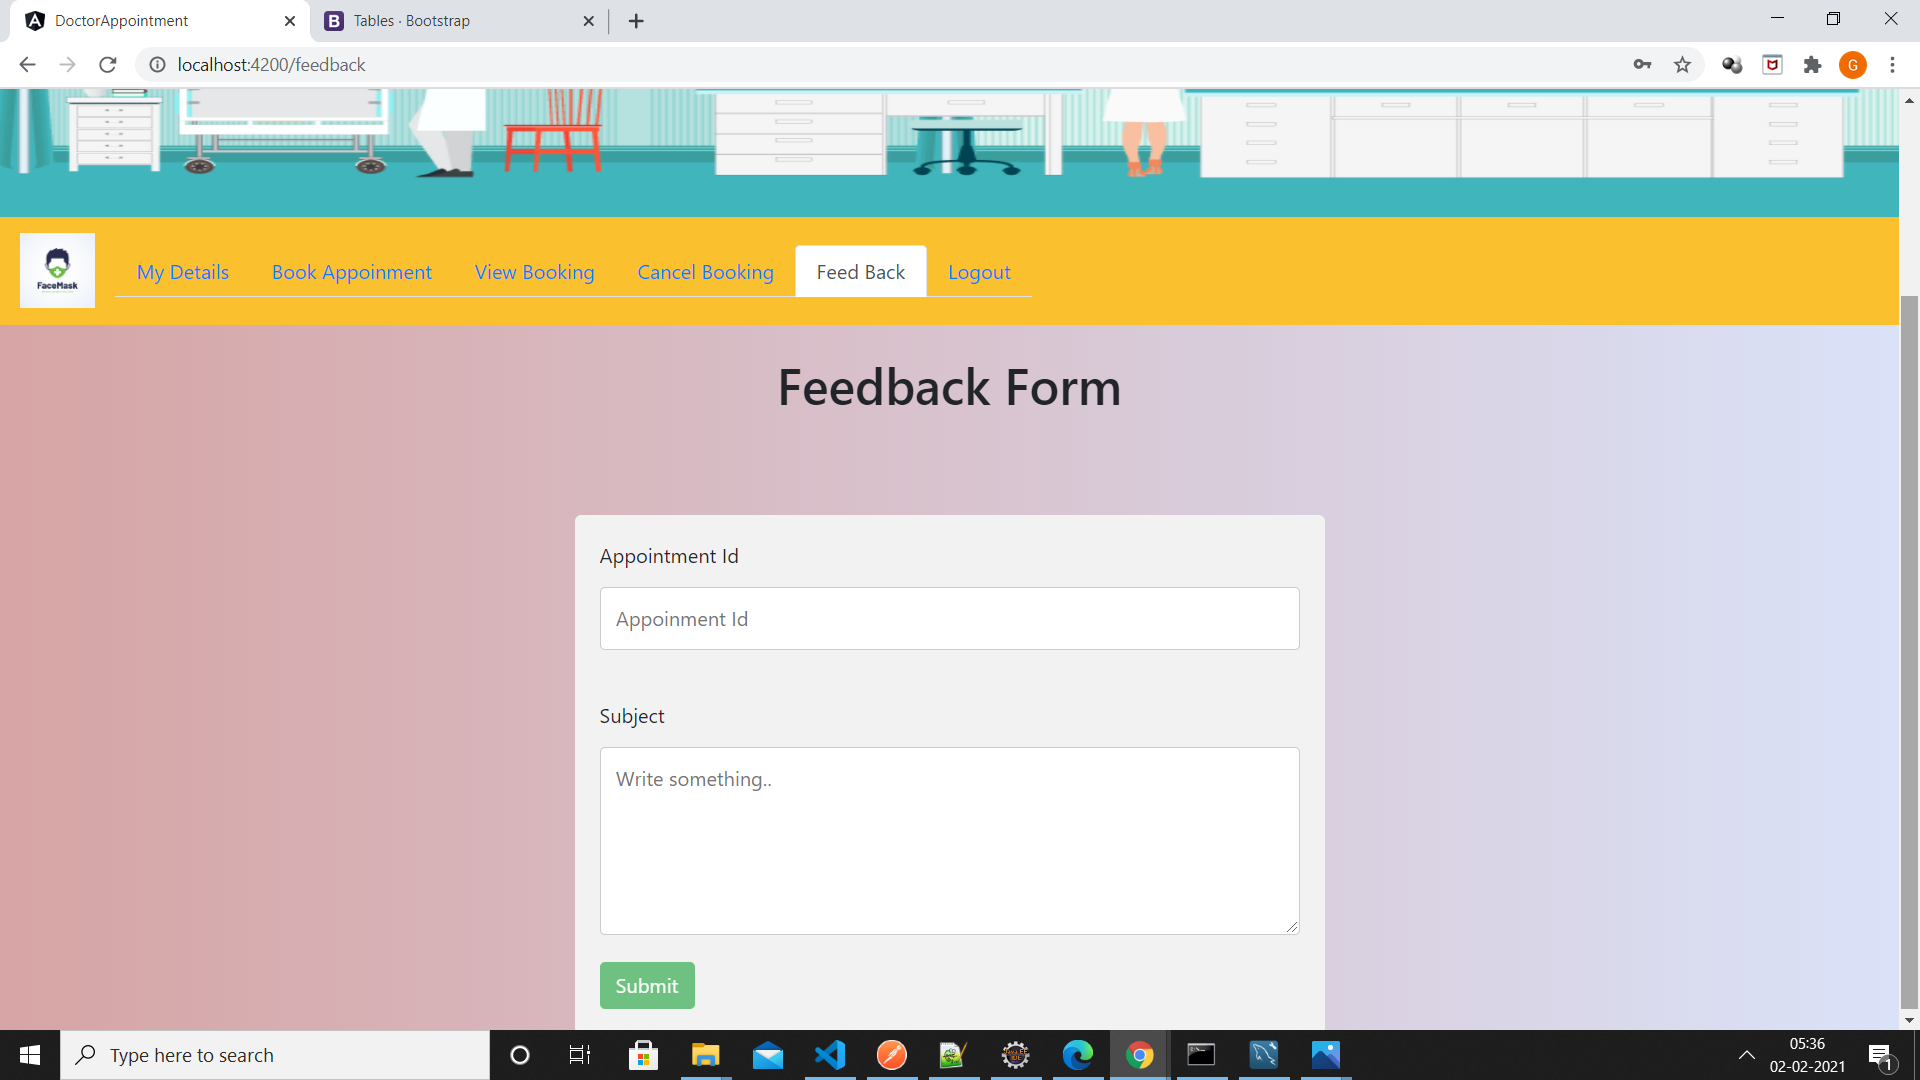 DoctorAppointment
Tables · Bootstrap
localhost:4200/feedback
G
FaceMask
My Details
Book Appoinment
View Booking
Cancel Booking
Feed Back
Logout
Feedback Form
Appointment Id
Appoinment Id
Subject
Write something..
Submit
Type here to search
05:36
02-02-2021
1